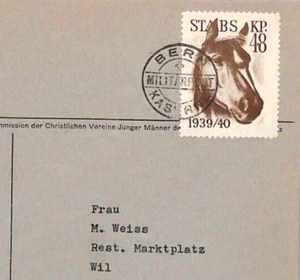 STABS KP.
48
BERN
MILITÄRPOST
KASERNE
1939/40
mmission der Christlichen Vereine Junger Männer de
z
Frau
M. Weiss
Rest. Marktplatz
Wil